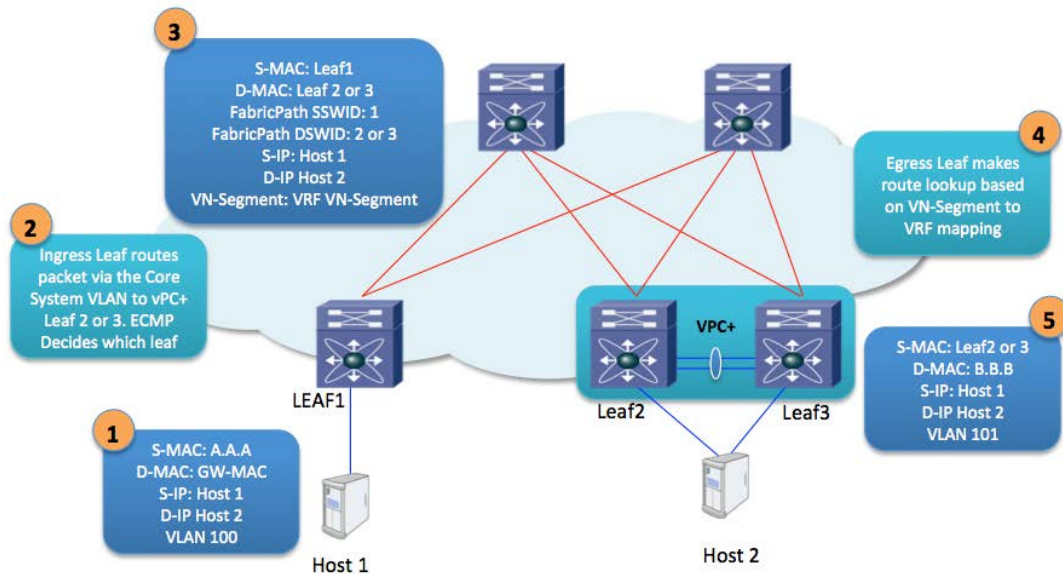 3
S-MAC: Leaf1
D-MAC: Leaf 2 or 3
FabricPath SSWID: 1
FabricPath DSWID: 2 or 3
S-IP: Host 1
D-IP Host 2
VN-Segment: VRF VN-Segment
4
Egress Leaf makes
route lookup based
on VN-Segment to
VRF mapping
2
Ingress Leaf routes
packet via the Core
System VLAN to vPC+
Leaf 2 or 3. ECMP
Decides which leaf
LEAF1
VPC+
Leaf2
Leaf3
5
S-MAC: Leaf2 or 3
D-MAC: B.B.B
S-IP: Host 1
D-IP Host 2
VLAN 101
1
S-MAC: A.A.A
D-MAC: GW-MAC
S-IP: Host 1
D-IP Host 2
VLAN 100
Host 1
Host 2